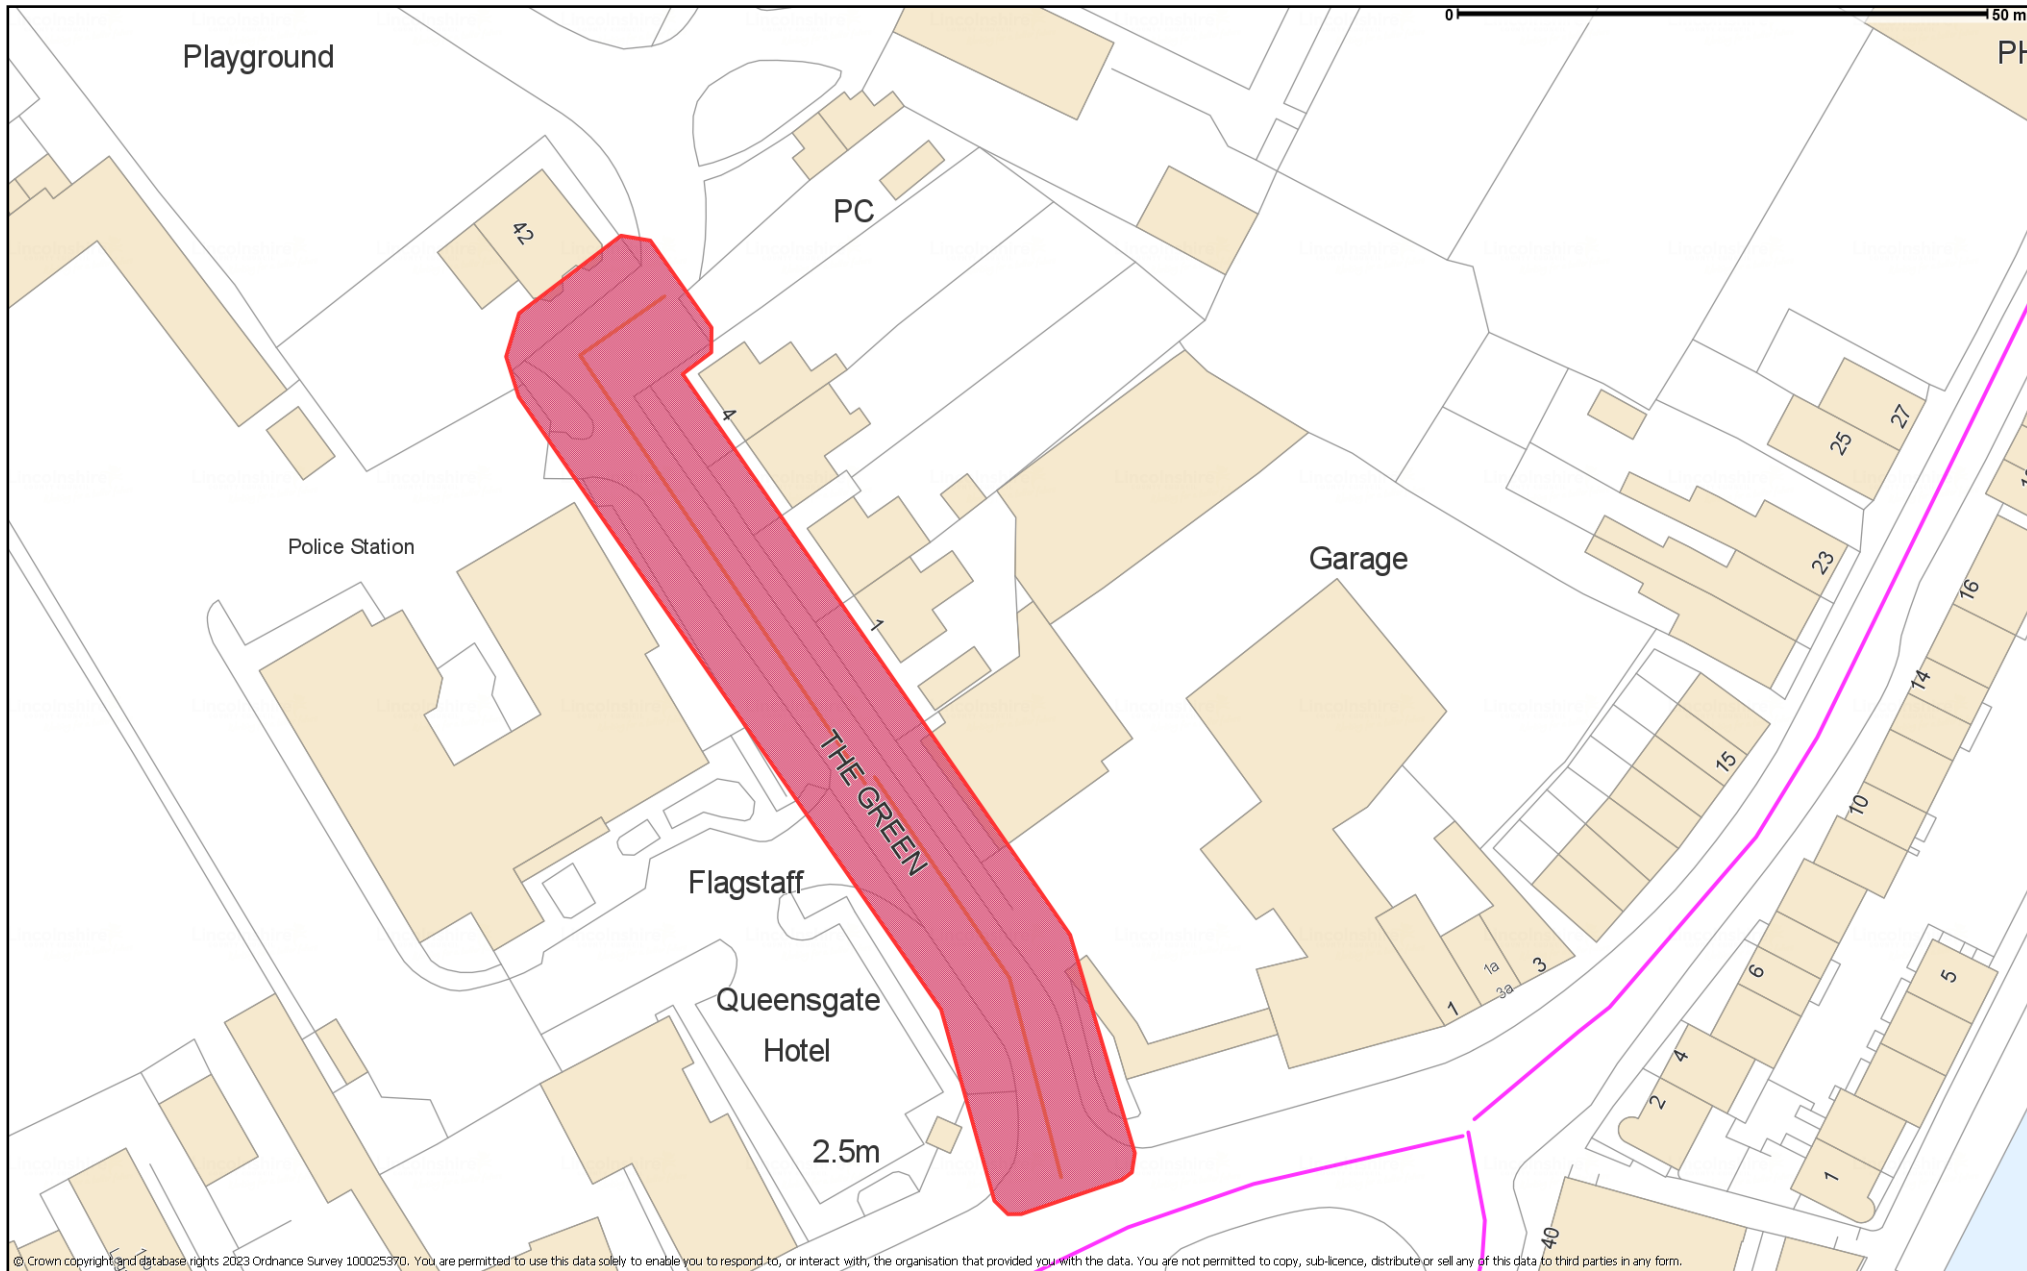 0 50 m
Playground
PH
PC
42
4
27
25
Police Station
Garage
23
1
16
14
15
THE GREEN
10
Flagstaff
6
5
1a
3
3a
1
Queensgate
Hotel
4
2
2.5m
1
40
© Crown copyright and database rights 2023 Ordnance Survey 100025370. You are permitted to use this data solely to enable you to respond to, or interact with, the organisation that provided you with the data. You are not permitted to copy, sub-licence, distribute or sell any of this data to third parties in any form.